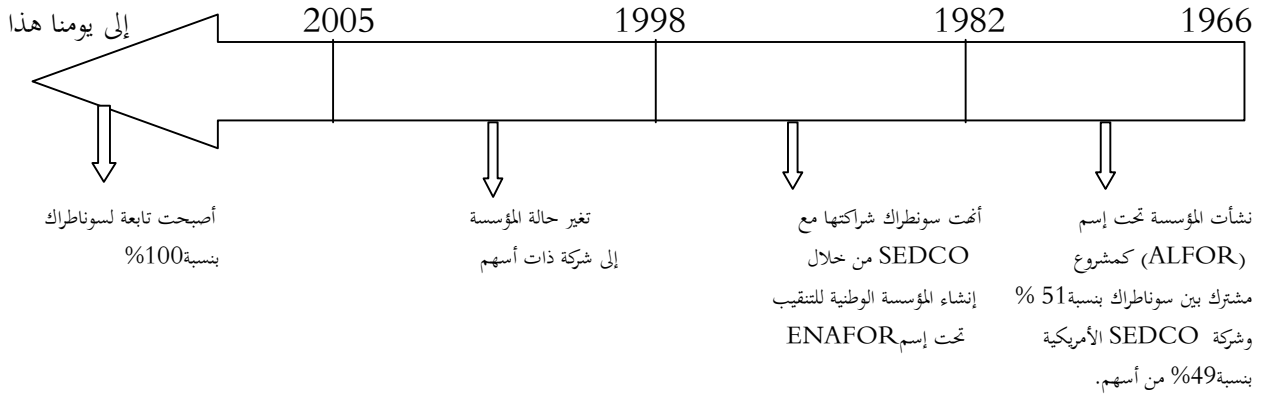 1966
1982
1998
2005
إلى يومنا هذا
نشأت المؤسسة تحت إسم
(ALFOR) كمشروع
مشترك بين سوناطراك بنسبة51 %
وشركة SEDCO الأمريكية
بنسبة49% من أسهم.
أنهت سونطراك شراكتها مع
SEDCO من خلال
إنشاء المؤسسة الوطنية للتنقيب
تحت إسمENAFOR
تغير حالة المؤسسة
إلى شركة ذات أسهم
أصبحت تابعة لسوناطراك
بنسبة100%